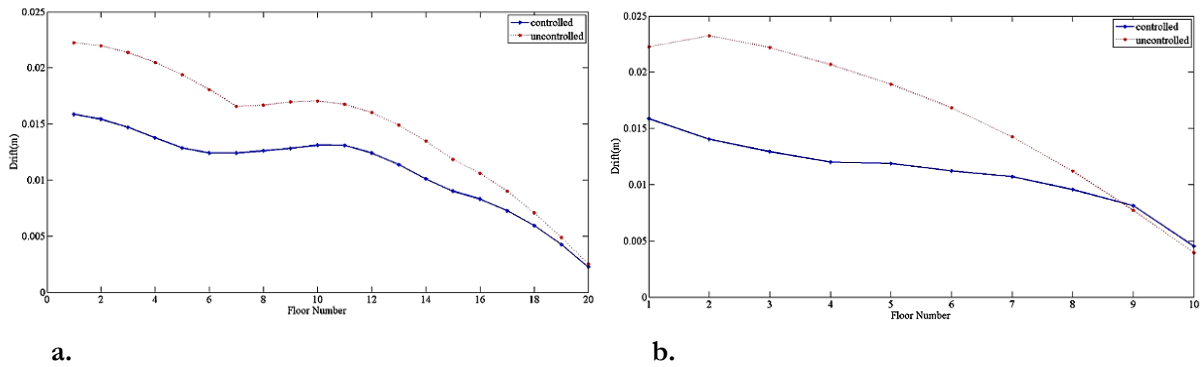 0.025
0.02
0.015
0.01
0.005
0
Drift(m)
controlled
uncontrolled
0 2 4 6 8 10 12 14 16 18 20
Floor Number
a.
0.025
0.02
0.015
0.01
0.005
0
Drift(m)
controlled
uncontrolled
1 2 3 4 5 6 7 8 9 10
Floor Number
b.